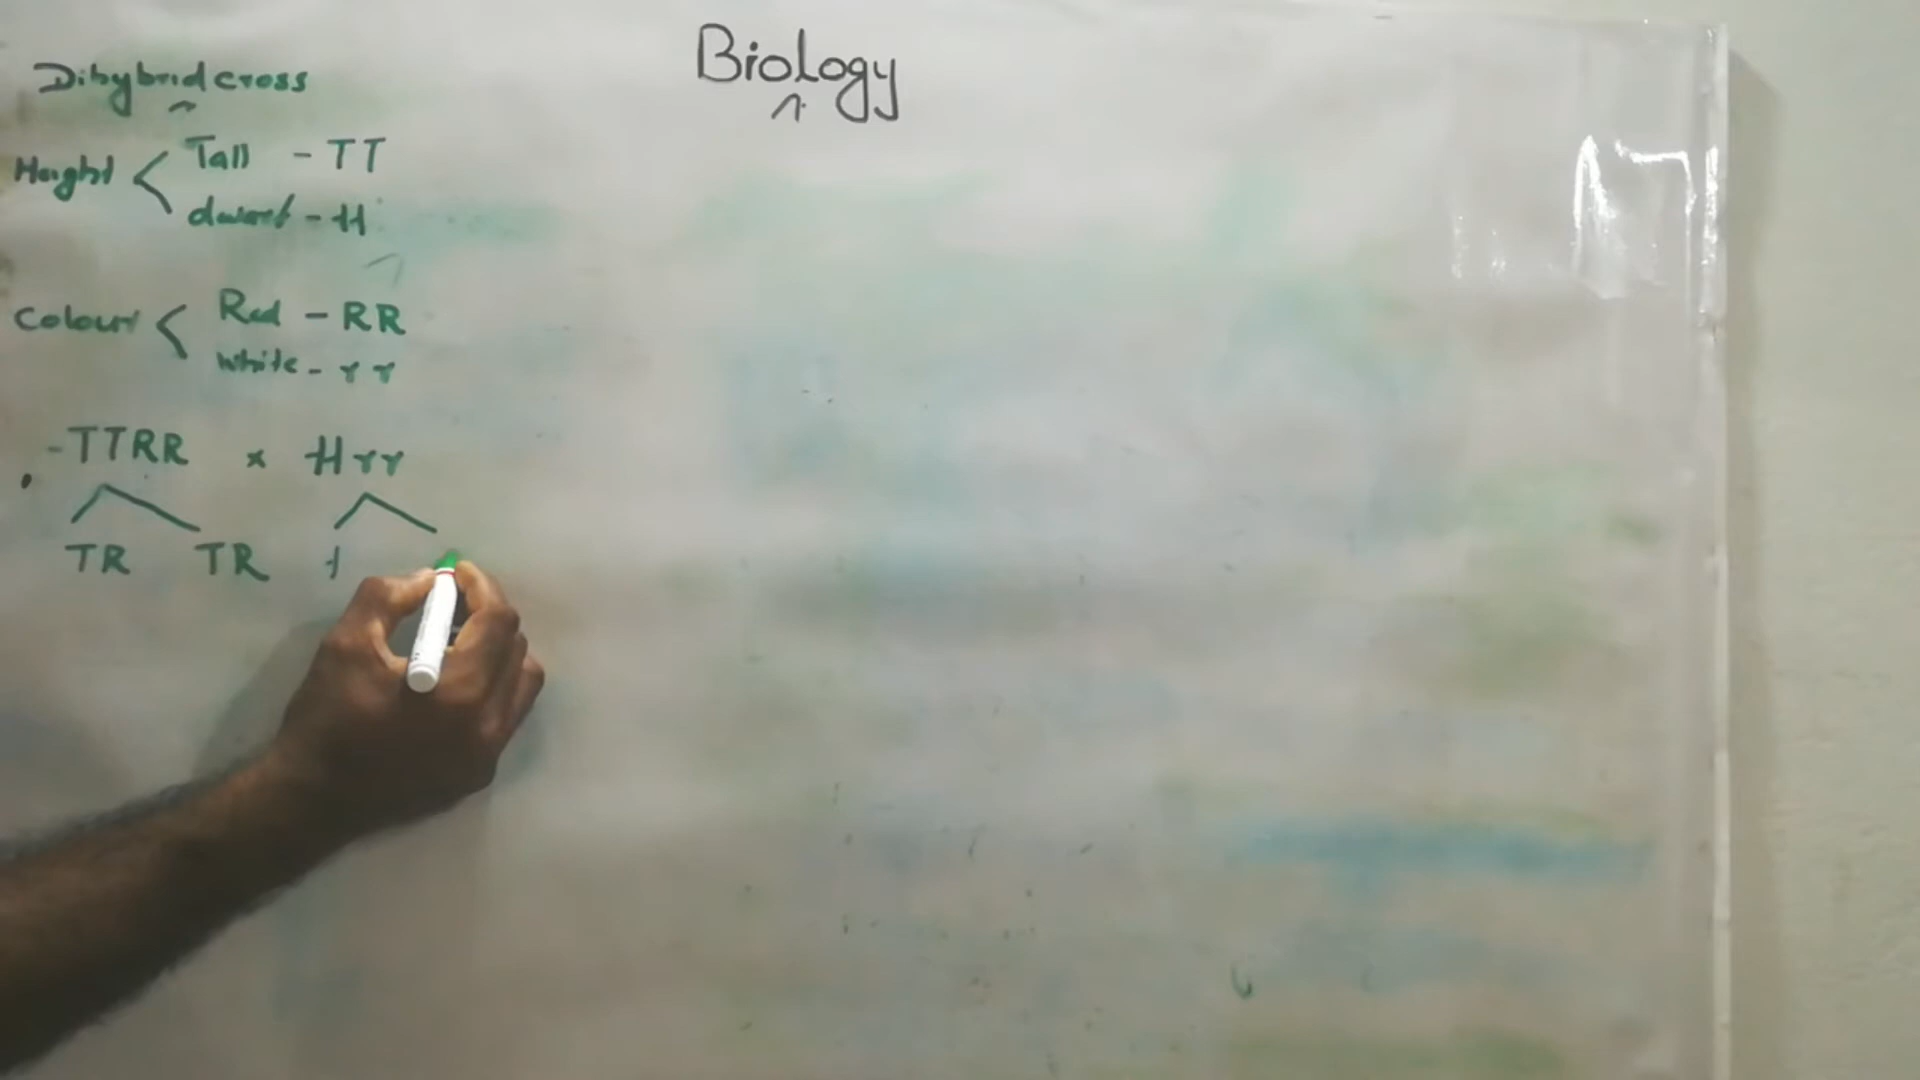 Biology
Dihybrid cross
Height < Tall - TT
dwarf - tt
Colour < Red - RR
white - rr
- TTRR x ttrr
TR TR t